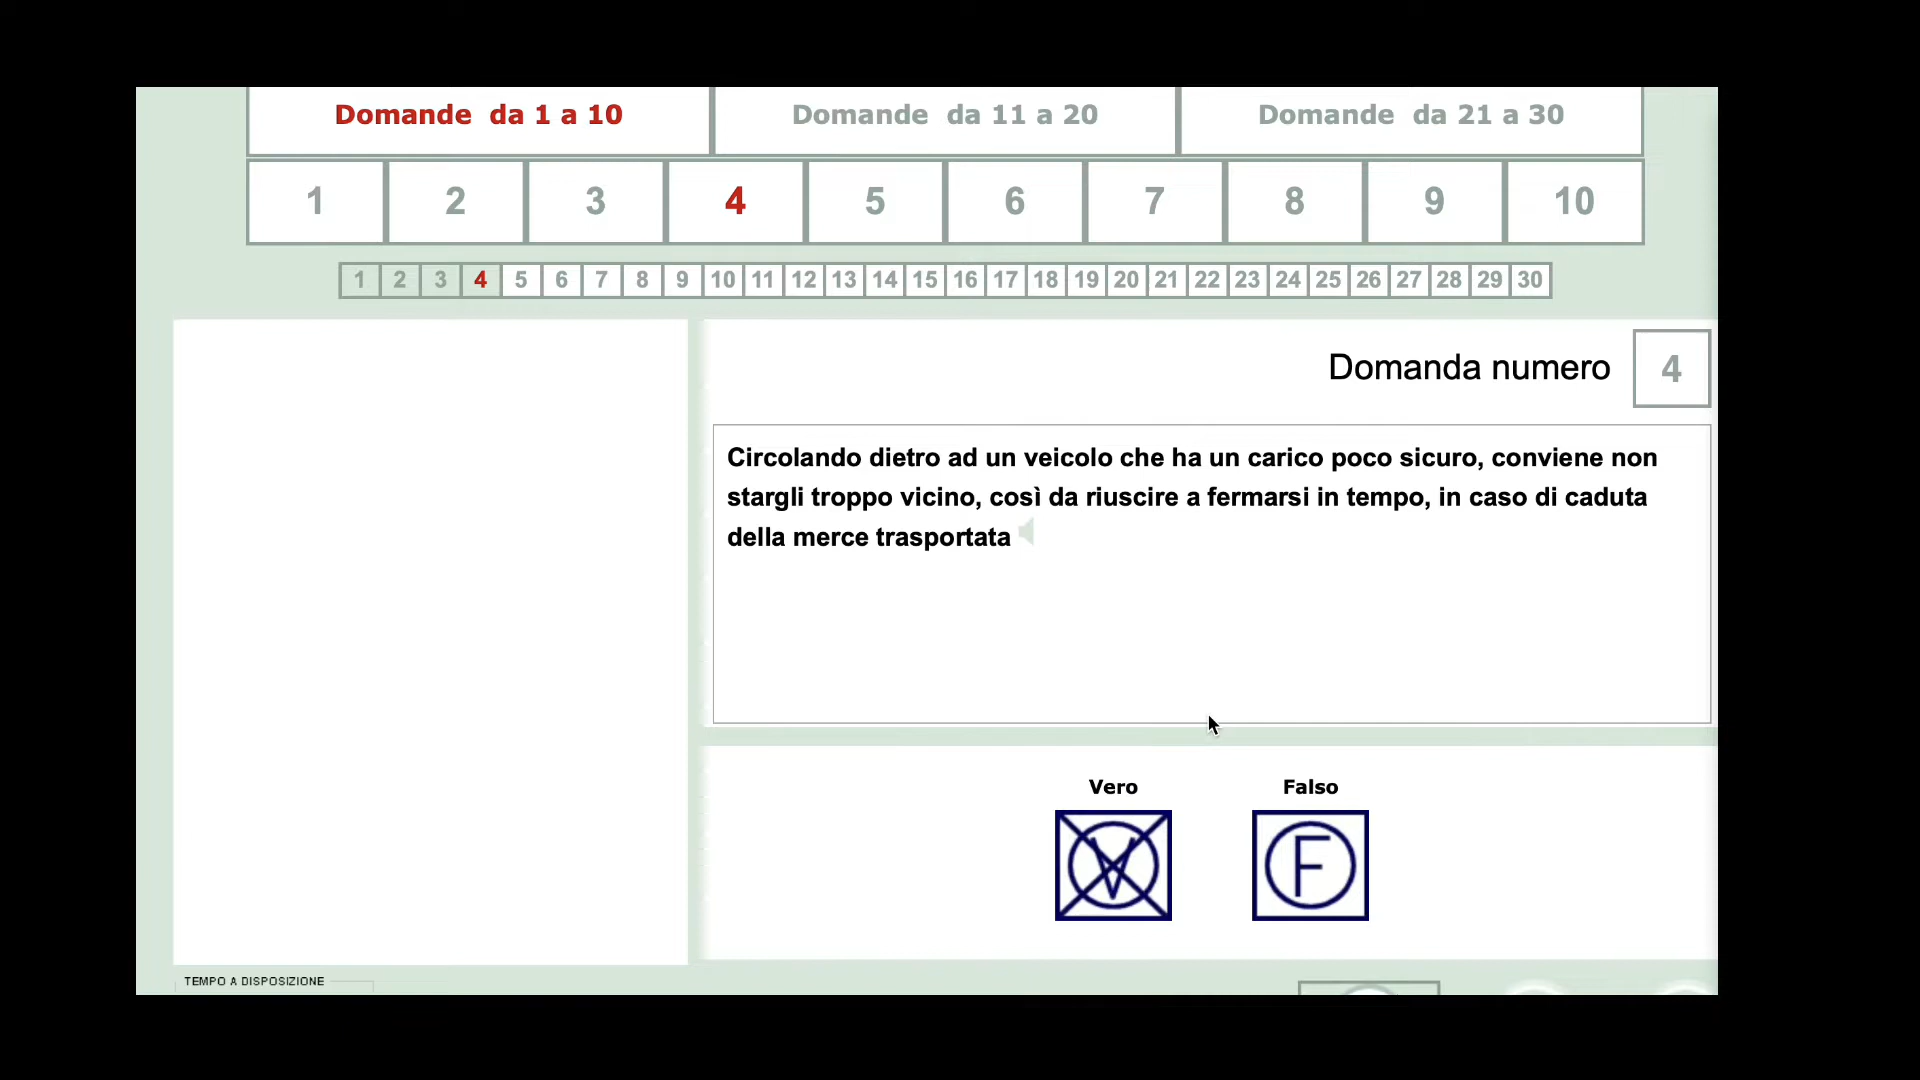 Domande da 1 a 10 Domande da 11 a 20 Domande da 21 a 30
1 2 3 4 5 6 7 8 9 10
1 2 3 4 5 6 7 8 9 10 11 12 13 14 15 16 17 18 19 20 21 22 23 24 25 26 27 28 29 30
Domanda numero 4
Circolando dietro ad un veicolo che ha un carico poco sicuro, conviene non
stargli troppo vicino, così da riuscire a fermarsi in tempo, in caso di caduta
della merce trasportata
Vero Falso
V F
TEMPO A DISPOSIZIONE